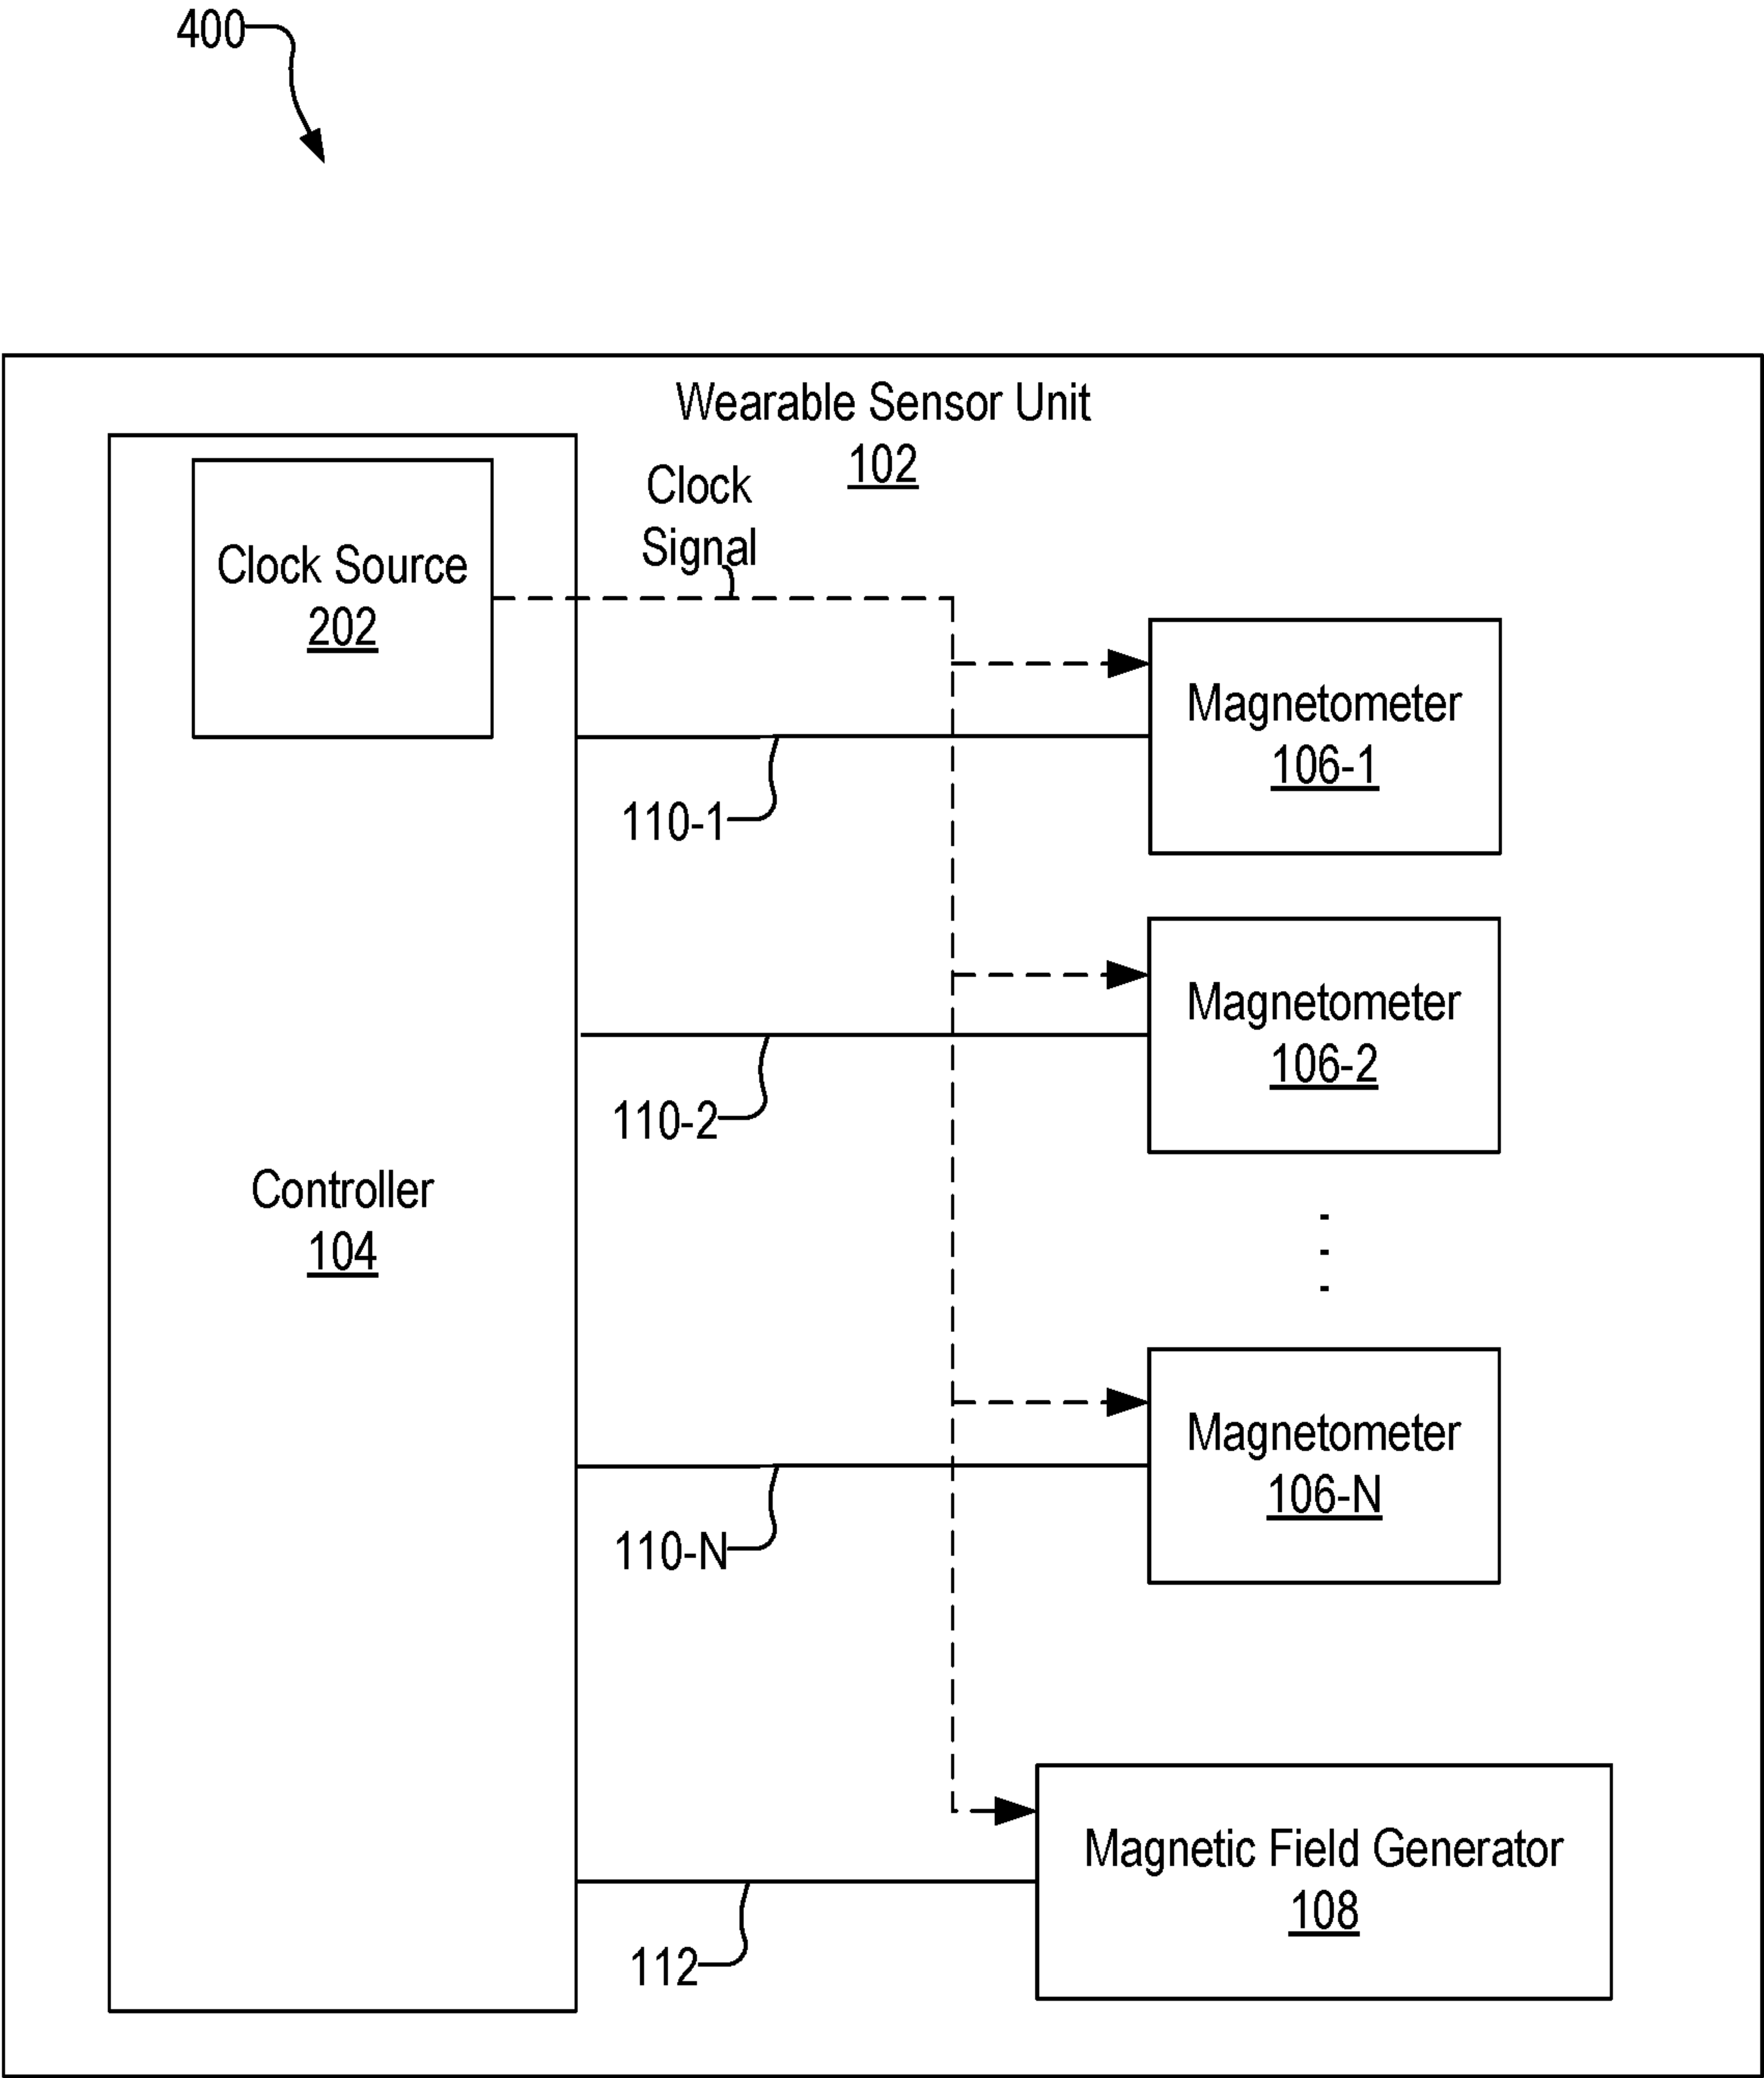 400
Wearable Sensor Unit
102
Clock
Signal
Clock Source
202
Magnetometer
106-1
110-1
Magnetometer
106-2
110-2
Controller
104
Magnetometer
106-N
110-N
Magnetic Field Generator
108
112